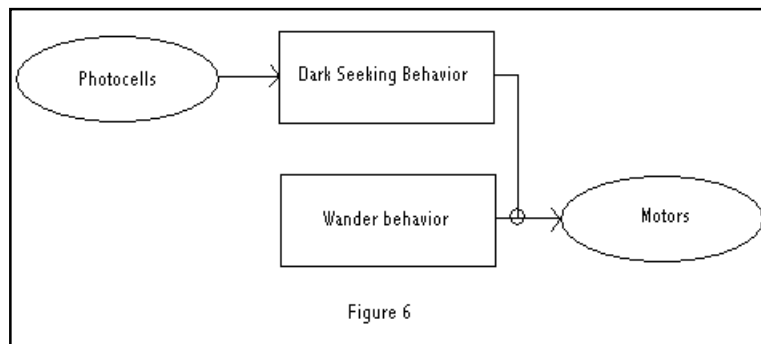 Photocells
Dark Seeking Behavior
Wander behavior
Motors
Figure 6